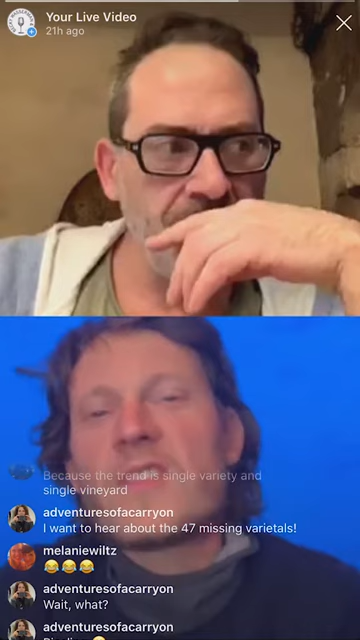 Your Live Video
21h ago
Because the trend is single variety and
single vineyard
adventuresofacarryon
I want to hear about the 47 missing varietals!
melaniewiltz
😂😂😂
adventuresofacarryon
Wait, what?
adventuresofacarryon